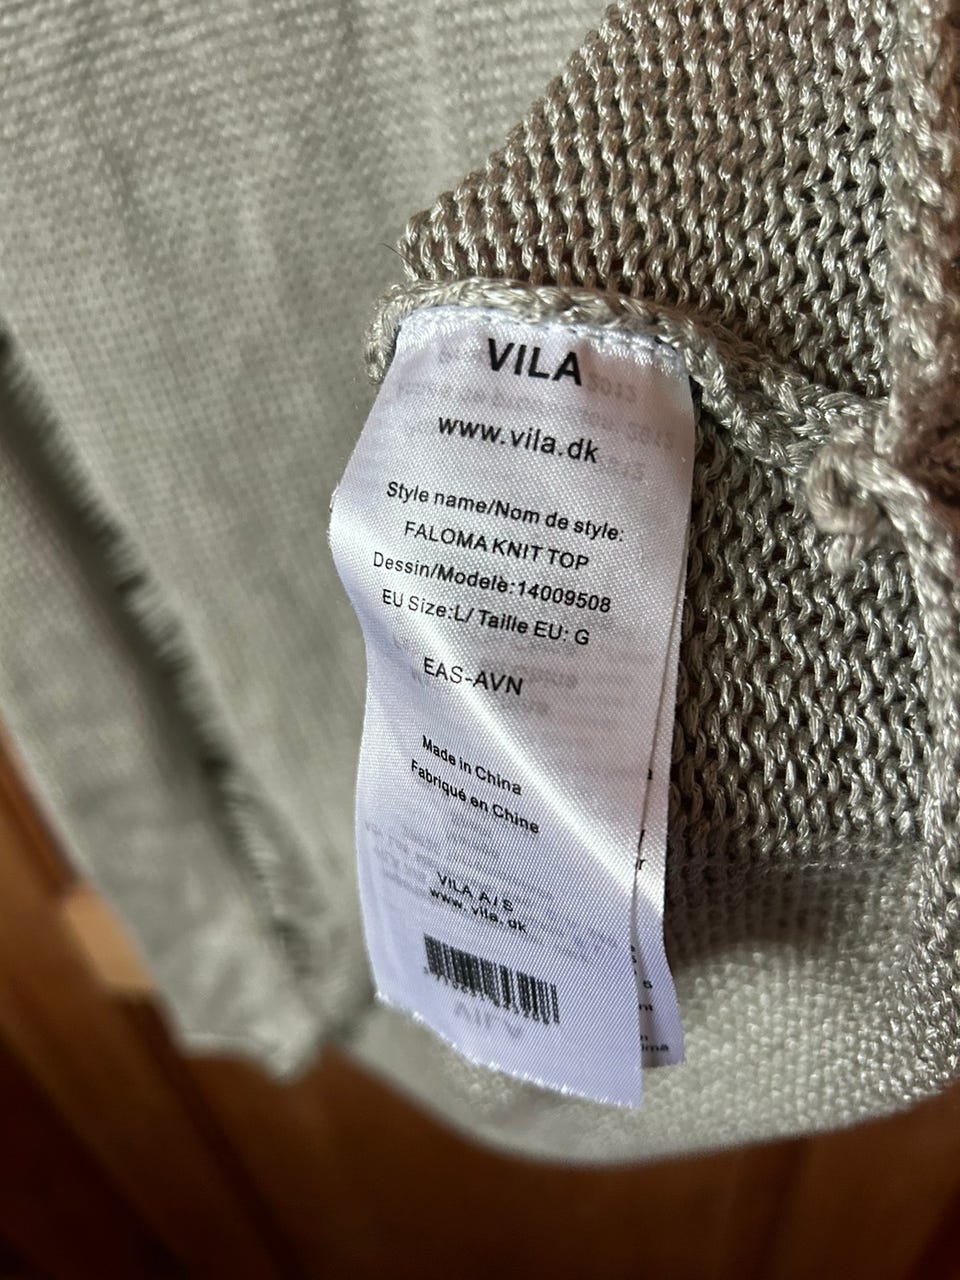 VILA
www.vila.dk
Style name/Nom de style:
FALOMA KNIT TOP
Dessin/Modelè:14009508
EU Size:L/ Taille EU: G
EAS-AVN
Made in China
Fabriqué en Chine
VILA A/S
www.vila.dk